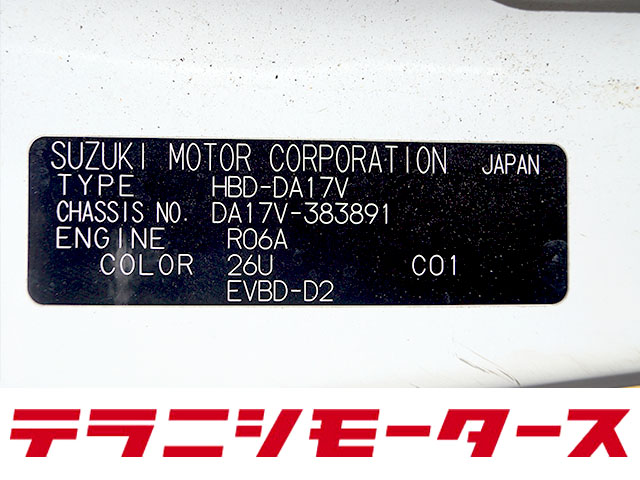 SUZUKI MOTOR CORPORATION JAPAN
TYPE HBD-DA17V
CHASSIS NO. DA17V-383891
ENGINE R06A
COLOR 26U C01
EVBD-D2
テラニシモータース